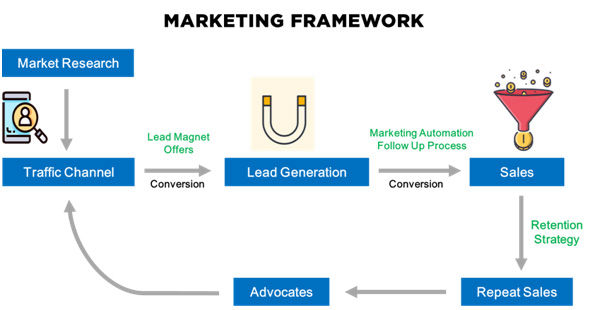 MARKETING FRAMEWORK
Market Research
Lead Magnet
Offers
Marketing Automation
Follow Up Process
Traffic Channel
Conversion
Lead Generation
Conversion
Sales
Retention
Strategy
Advocates
Repeat Sales